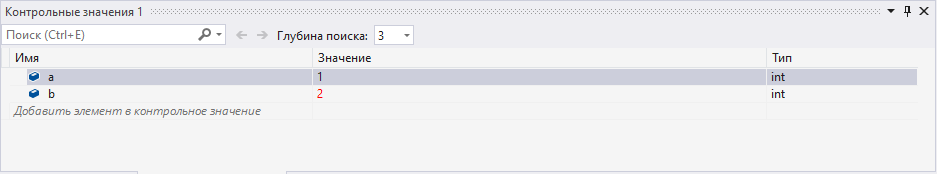 Контрольные значения 1
Поиск (Ctrl+E) Глубина поиска: 3
Имя Значение Тип
a 1 int
b 2 int
Добавить элемент в контрольное значение